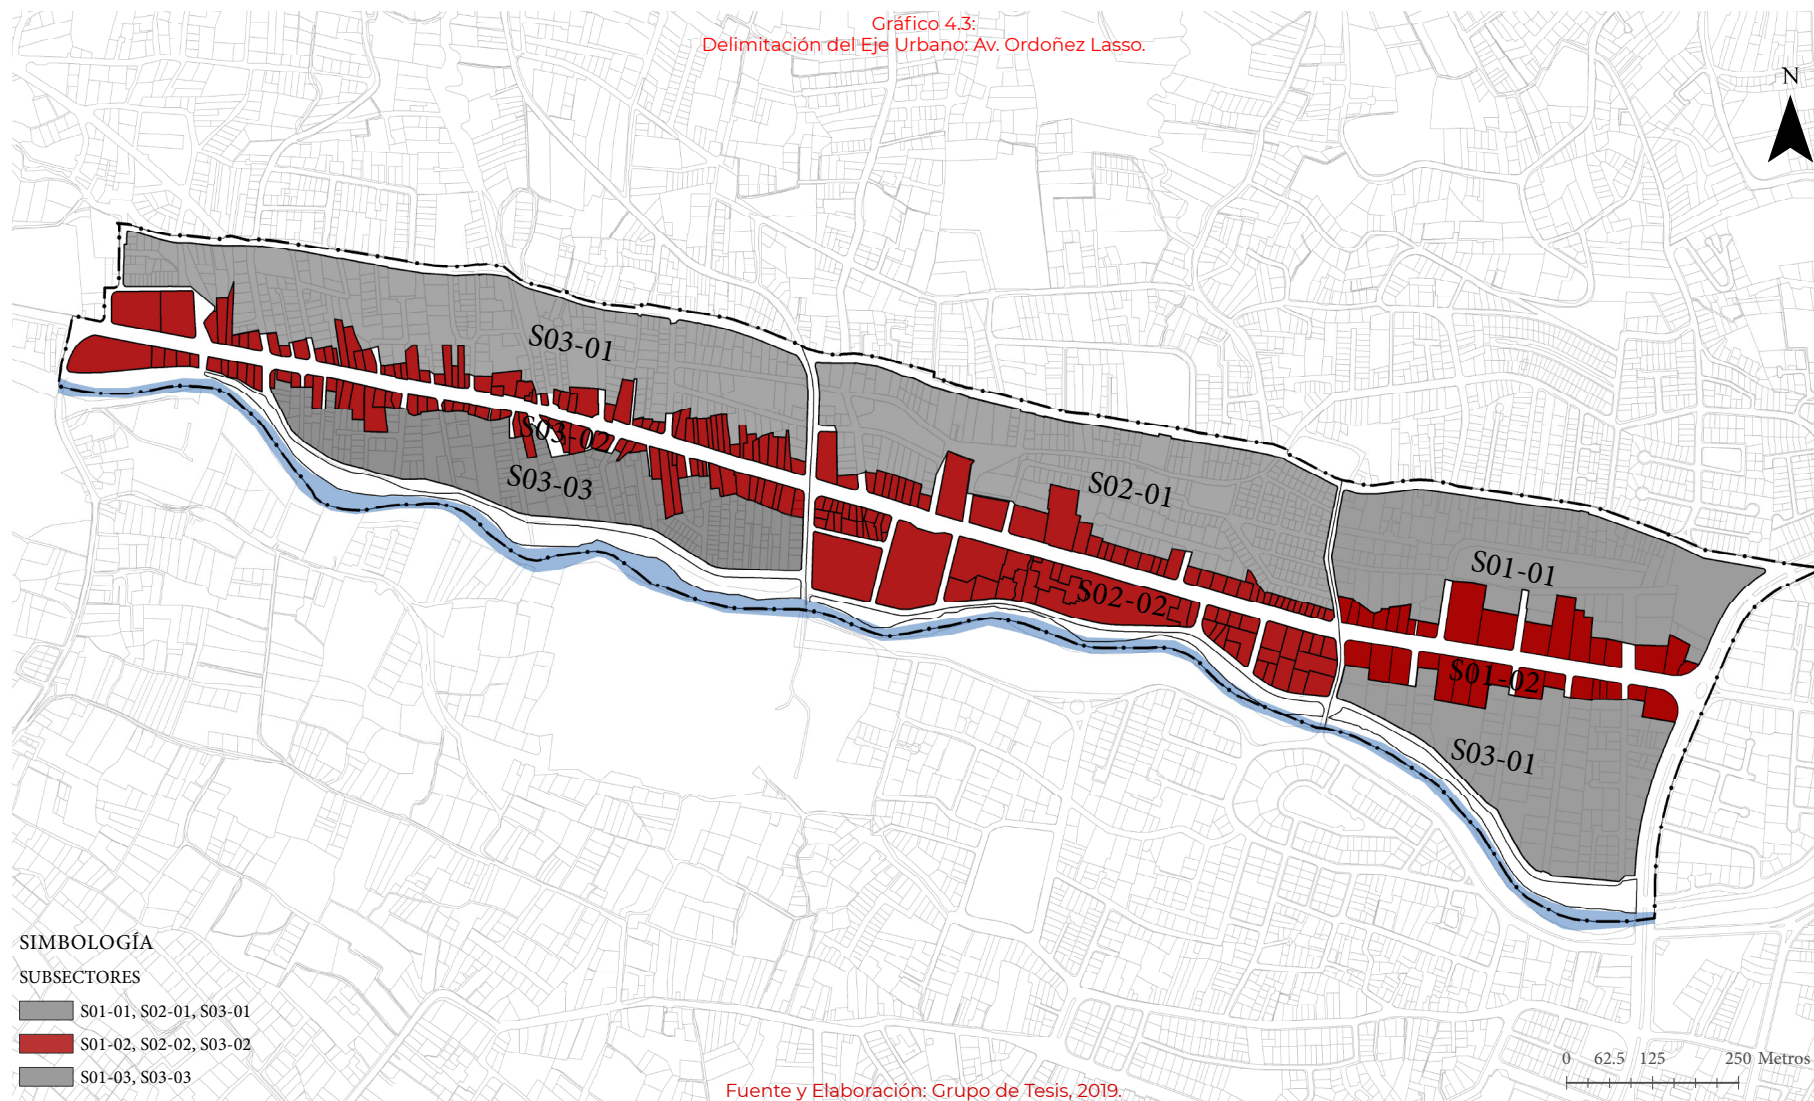 Gráfico 4.3:
Delimitación del Eje Urbano: Av. Ordoñez Lasso.
N
S03-01
S03-02
S03-03
S02-01
S02-02
S01-01
S01-02
S03-01
SIMBOLOGÍA
SUBSECTORES
S01-01, S02-01, S03-01
S01-02, S02-02, S03-02
S01-03, S03-03
0 62.5 125 250 Metros
Fuente y Elaboración: Grupo de Tesis, 2019.